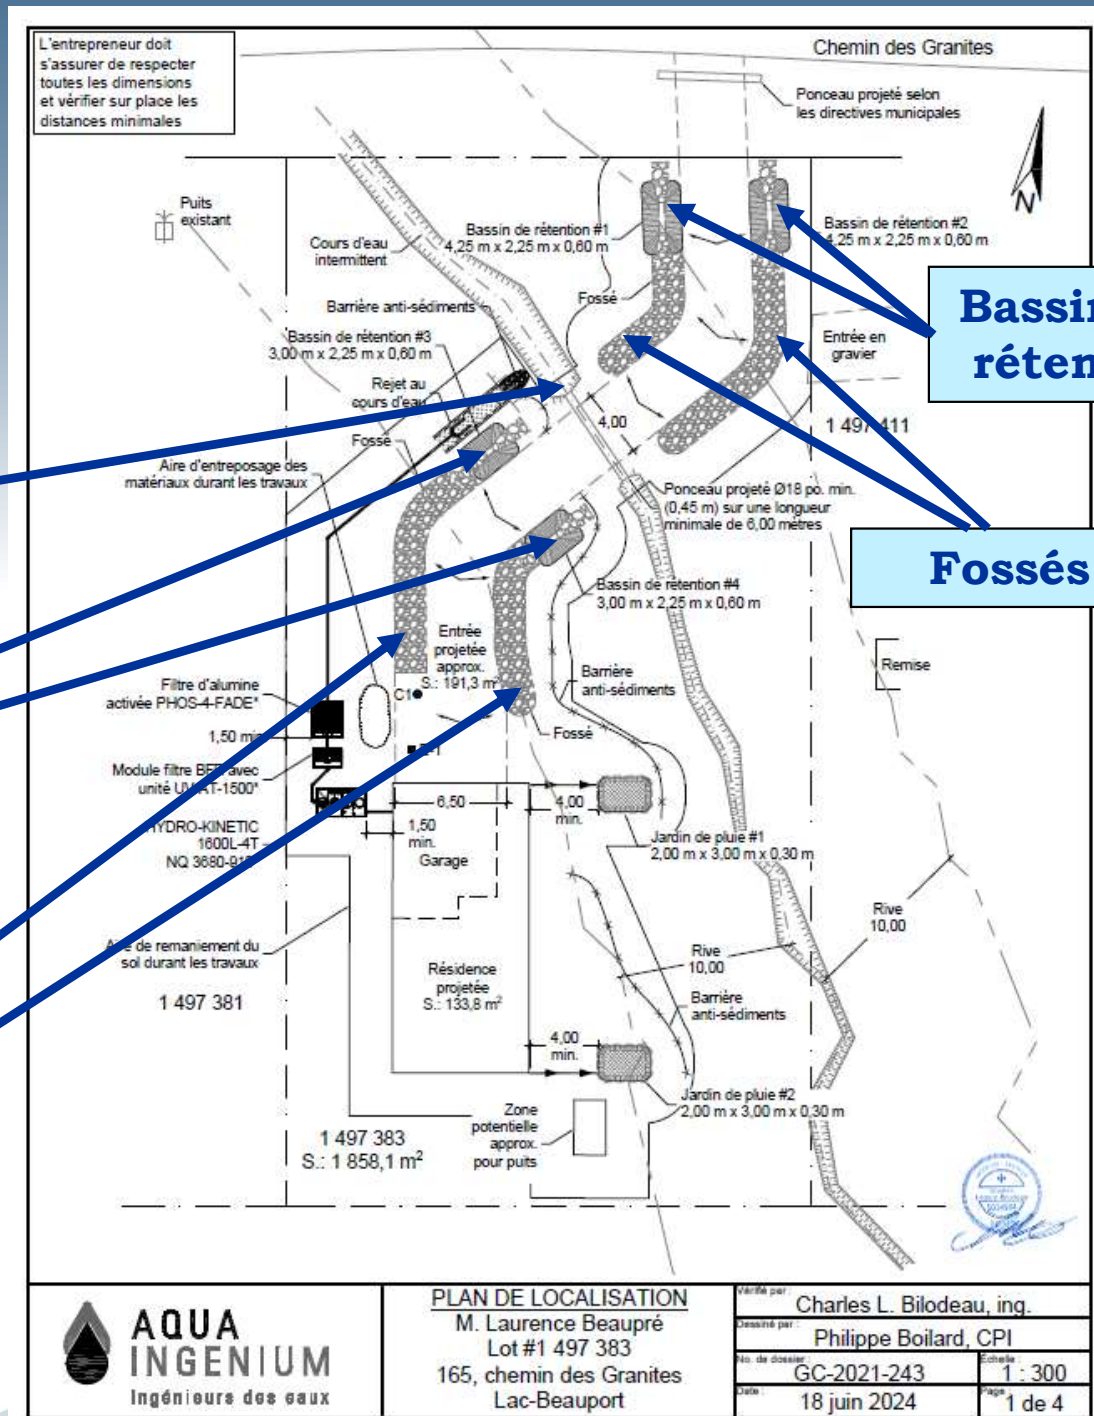 L'entrepreneur doit
s'assurer de respecter
toutes les dimensions
et vérifier sur place les
distances minimales
Chemin des Granites
Ponceau projeté selon
les directives municipales
N
Puits
existant
Cours d'eau
intermittent
Bassin de rétention #1
4,25 m x 2,25 m x 0,60 m
Bassin de rétention #2
4,25 m x 2,25 m x 0,60 m
Fossé
Barrière anti-sédiments
Bassin de rétention #3
3,00 m x 2,25 m x 0,60 m
Rejet au
cours d'eau
Fossé
Aire d'entreposage des
matériaux durant les travaux
Entrée en
gravier
1 497 411
4,00
Ponceau projeté Ø18 po. min.
(0,45 m) sur une longueur
minimale de 6,00 mètres
Fossés
Bassin de rétention #4
3,00 m x 2,25 m x 0,60 m
Entrée
projetée
approx.
S.: 191,3 m²
C1
Barrière
anti-sédiments
Remise
Filtre d'alumine
activée PHOS-4-FADE*
1,50 min
Fossé
Module filtre avec
unité
6,50
4,00
min.
HYDRO-KINETIC
1600L-4T
NQ 3680-
1,50
min.
Garage
Jardin de pluie #1
2,00 m x 3,00 m x 0,30 m
Aire de remaniement du
sol durant les travaux
1 497 381
Résidence
projetée
S.: 133,8 m²
Rive
10,00
Rive
10,00
Barrière
anti-sédiments
4,00
min.
Jardin de pluie #2
2,00 m x 3,00 m x 0,30 m
Zone
potentielle
approx.
pour puits
1 497 383
S.: 1 858,1 m²
AQUA
INGENIUM
Ingénieurs des eaux
PLAN DE LOCALISATION
M. Laurence Beaupré
Lot #1 497 383
165, chemin des Granites
Lac-Beauport
Vérifié par :
Charles L. Bilodeau, ing.
Dessiné par :
Philippe Boilard, CPI
No. de dossier :
GC-2021-243
Échelle :
1 : 300
Date :
18 juin 2024
Page :
1 de 4